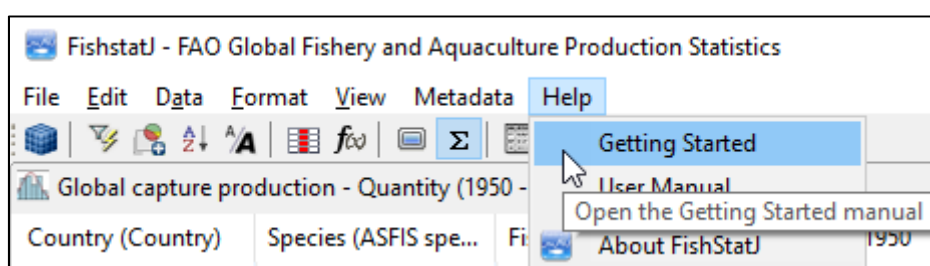 FishstatJ - FAO Global Fishery and Aquaculture Production Statistics
File Edit Data Format View Metadata Help
Getting Started
Global capture production - Quantity (1950 -
User Manual
Open the Getting Started manual
Country (Country) Species (ASFIS spe... Fi
About FishStatJ
1950